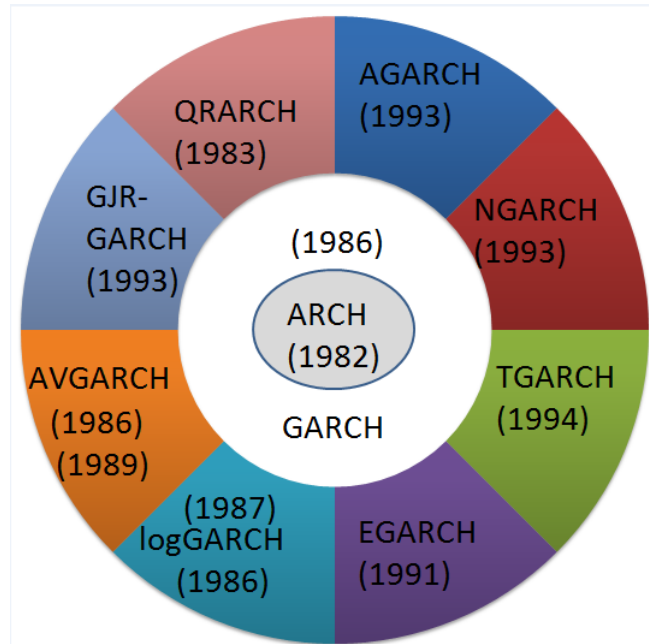 AGARCH
(1993)
NGARCH
(1993)
TGARCH
(1994)
EGARCH
(1991)
(1987)
logGARCH
(1986)
AVGARCH
(1986)
(1989)
GJR-
GARCH
(1993)
QRARCH
(1983)
(1986)
ARCH
(1982)
GARCH